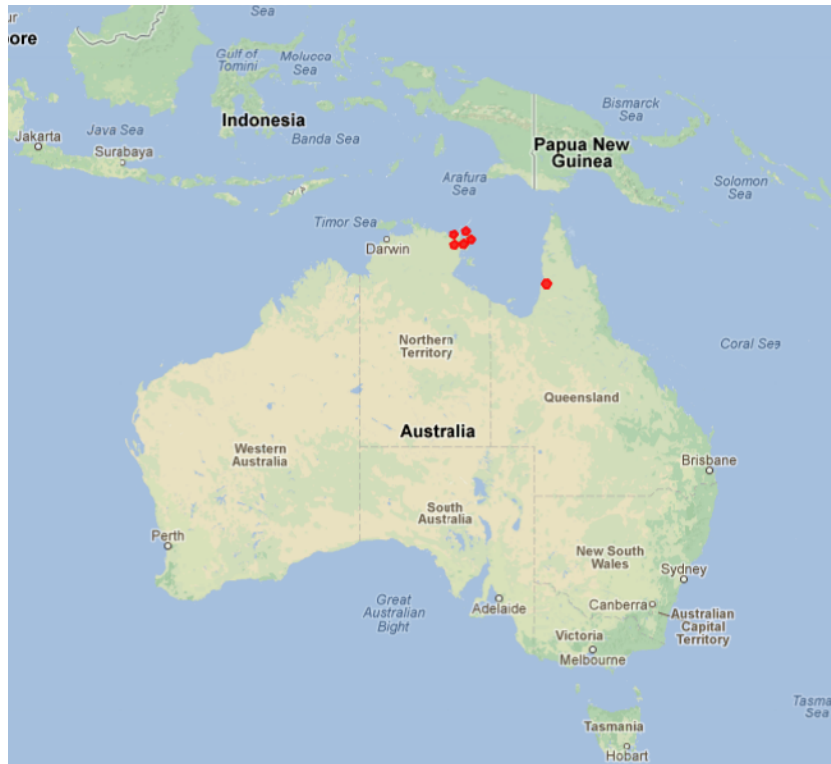 Sea
ur
ore
Gulf of
Tomini
Molucca
Sea
Bismarck
Sea
Indonesia
Java Sea
Jakarta
Surabaya
Banda Sea
Papua New
Guinea
Arafura
Sea
Solomon
Sea
Timor Sea
Darwin
Northern
Territory
Coral Sea
Queensland
Australia
Western
Australia
Brisbane
South
Australia
Perth
New South
Wales
Sydney
Great
Australian
Bight
Adelaide
Canberra
Australian
Capital
Territory
Victoria
Melbourne
Tasma
Sea
Tasmania
Hobart